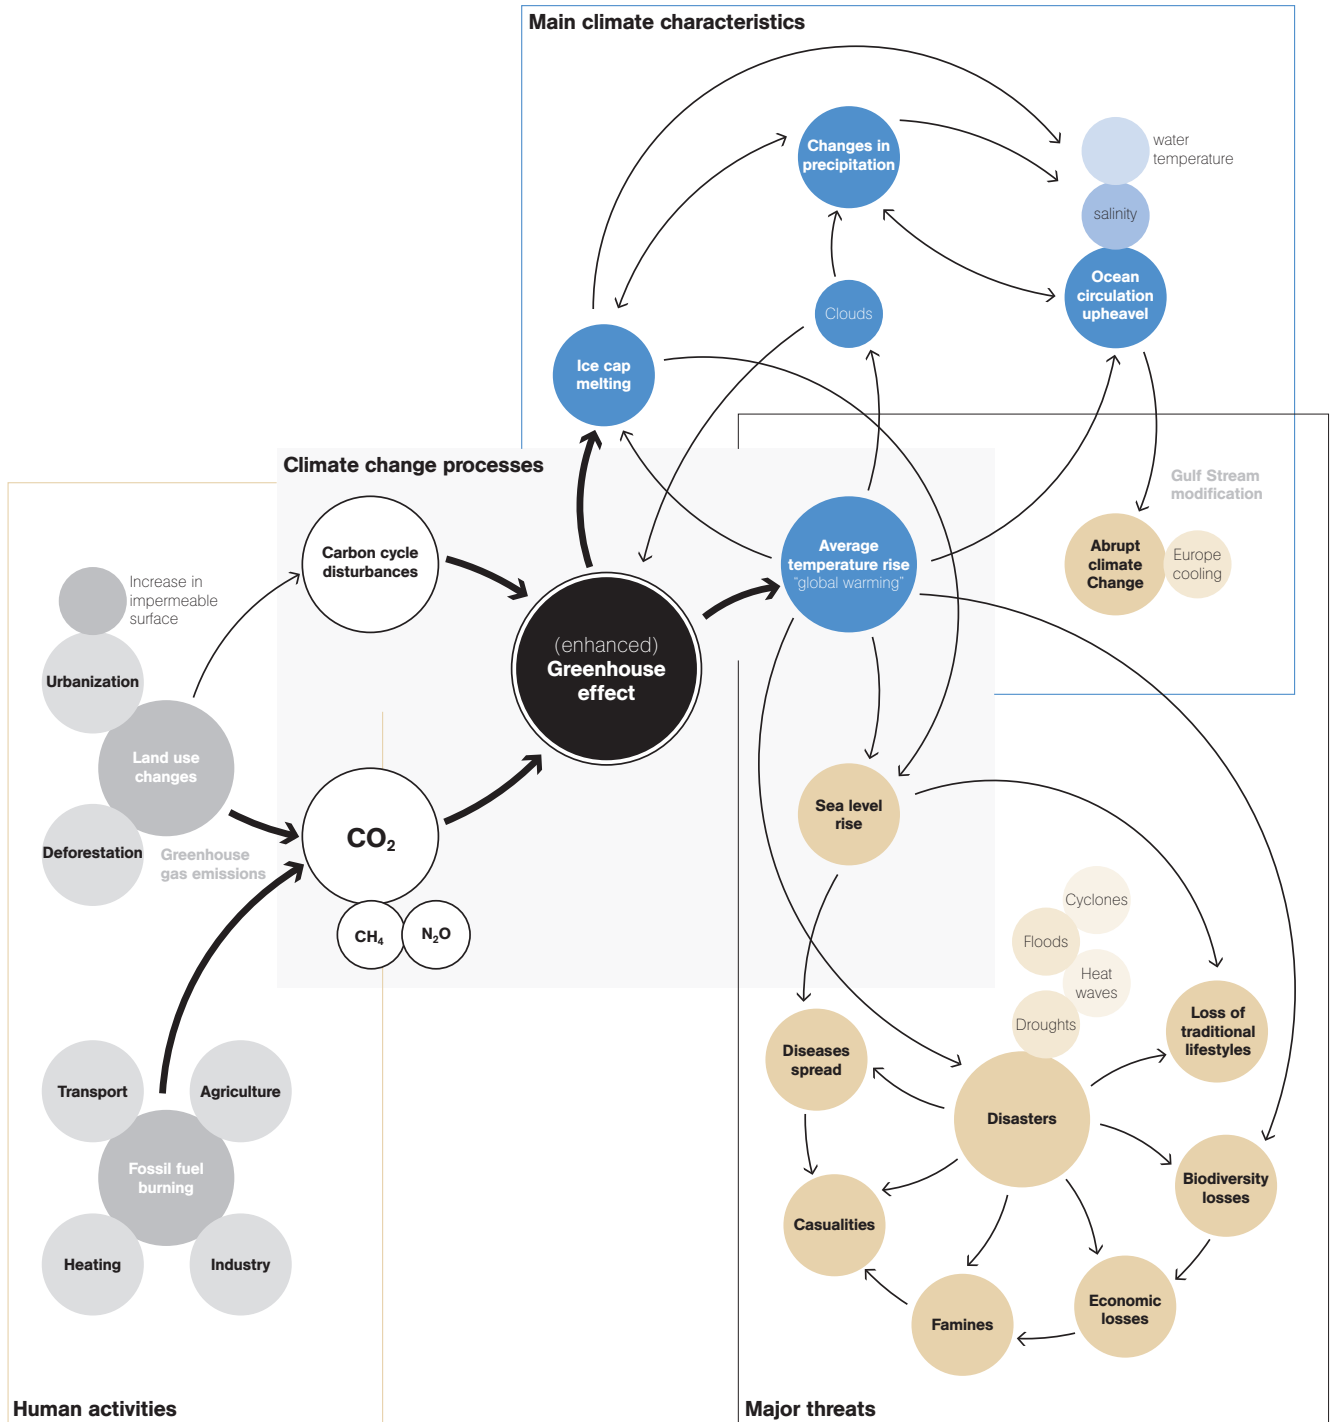 Main climate characteristics
Changes in
precipitation
water
temperature
salinity
Ocean
circulation
upheavel
Clouds
Ice cap
melting
Climate change processes
Gulf Stream
modification
Carbon cycle
disturbances
Average
temperature rise
“global warming”
Abrupt
climate
Change
Europe
cooling
Increase in
impermeable
surface
Urbanization
(enhanced)
Greenhouse
effect
Land use
changes
Deforestation
Greenhouse
gas emissions
CO₂
CH₄
N₂O
Sea level
rise
Cyclones
Floods
Heat
waves
Droughts
Loss of
traditional
lifestyles
Diseases
spread
Disasters
Transport
Agriculture
Fossil fuel
burning
Heating
Industry
Biodiversity
losses
Casualities
Economic
losses
Famines
Human activities
Major threats